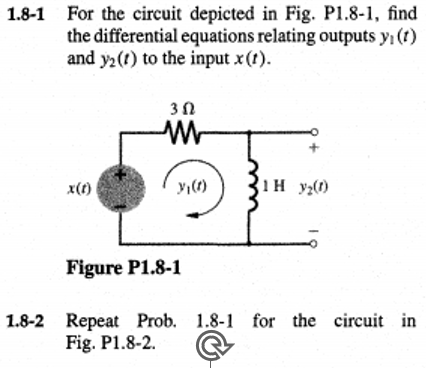 1.8-1 For the circuit depicted in Fig. P1.8-1, find
the differential equations relating outputs y₁(t)
and y₂(t) to the input x(t).
3 Ω
+
+
x(t)
y₁(t)
1 H y₂(t)
–
–
Figure P1.8-1
1.8-2 Repeat Prob. 1.8-1 for the circuit in
Fig. P1.8-2.